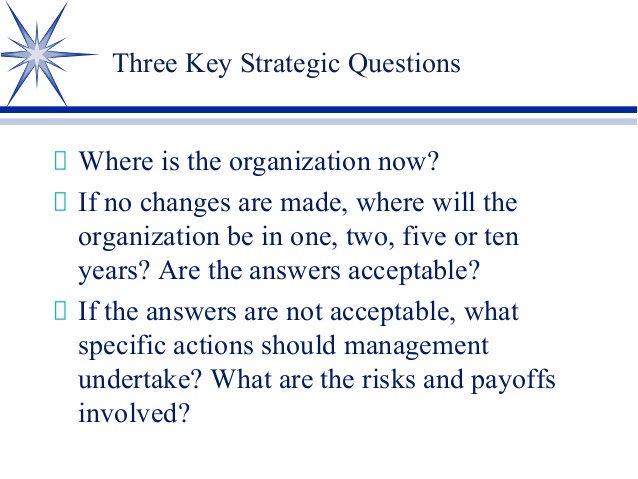 Three Key Strategic Questions
Where is the organization now?
If no changes are made, where will the
organization be in one, two, five or ten
years? Are the answers acceptable?
If the answers are not acceptable, what
specific actions should management
undertake? What are the risks and payoffs
involved?